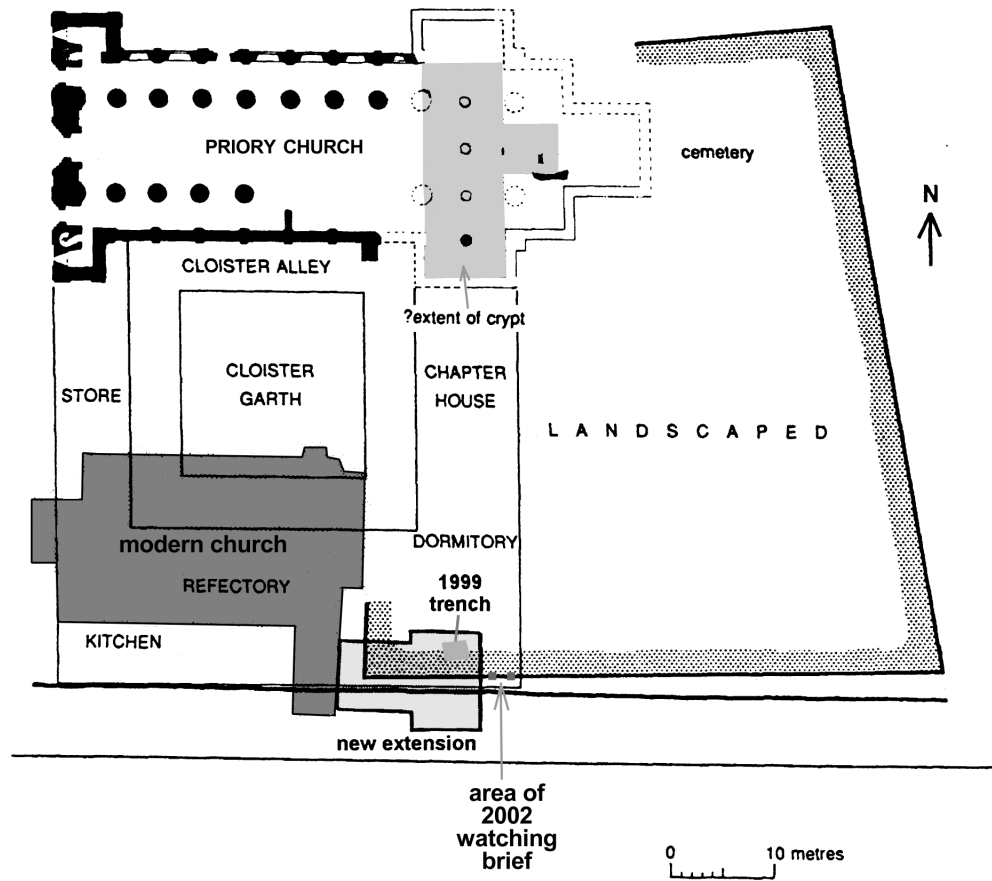 PRIORY CHURCH
cemetery
N
CLOISTER ALLEY
?extent of crypt
STORE
CLOISTER
GARTH
CHAPTER
HOUSE
L A N D S C A P E D
modern church
DORMITORY
REFECTORY
1999
trench
KITCHEN
new extension
area of
2002
watching
brief
0 10 metres